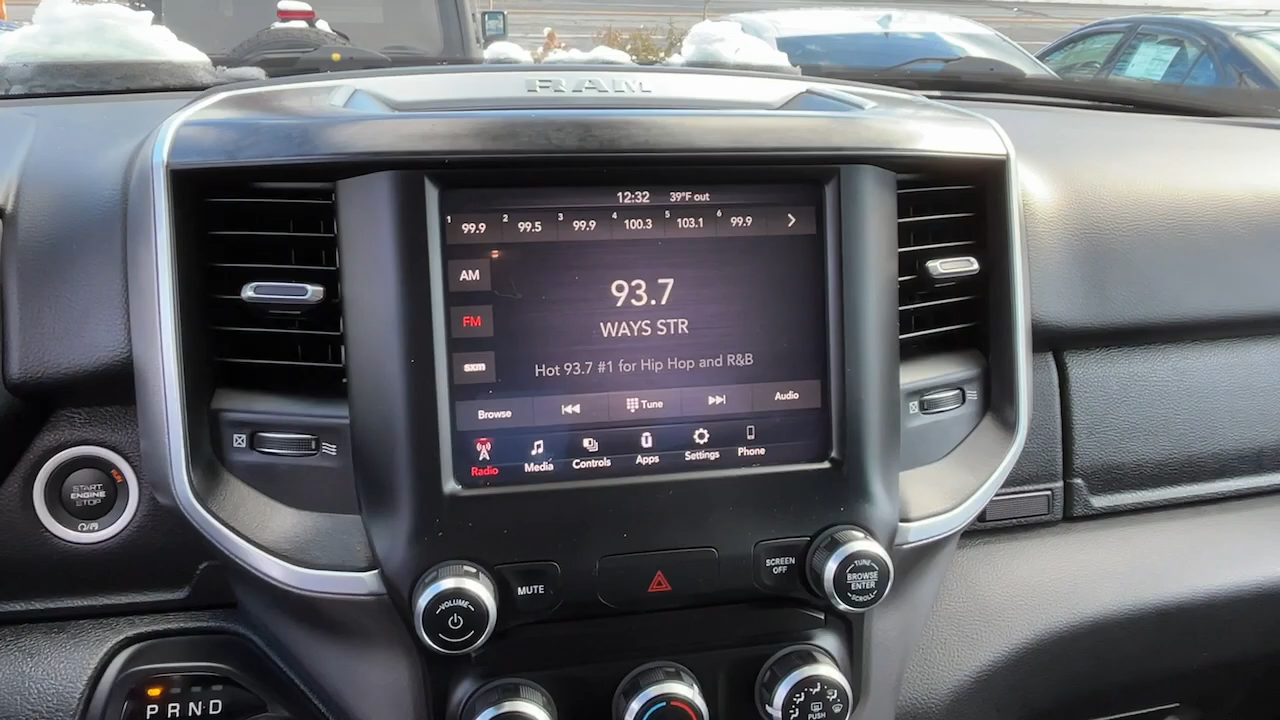 RAM
12:32 39°F out
1 99.9 2 99.5 3 99.9 4 100.3 5 103.1 6 99.9
AM
93.7
FM
WAYS STR
sxm
Hot 93.7 #1 for Hip Hop and R&B
Browse Tune Audio
Radio Media Controls Apps Settings Phone
START
ENGINE
STOP
RUN
VOLUME
MUTE
SCREEN
OFF
TUNE
BROWSE
ENTER
SCROLL
P R N D
PUSH